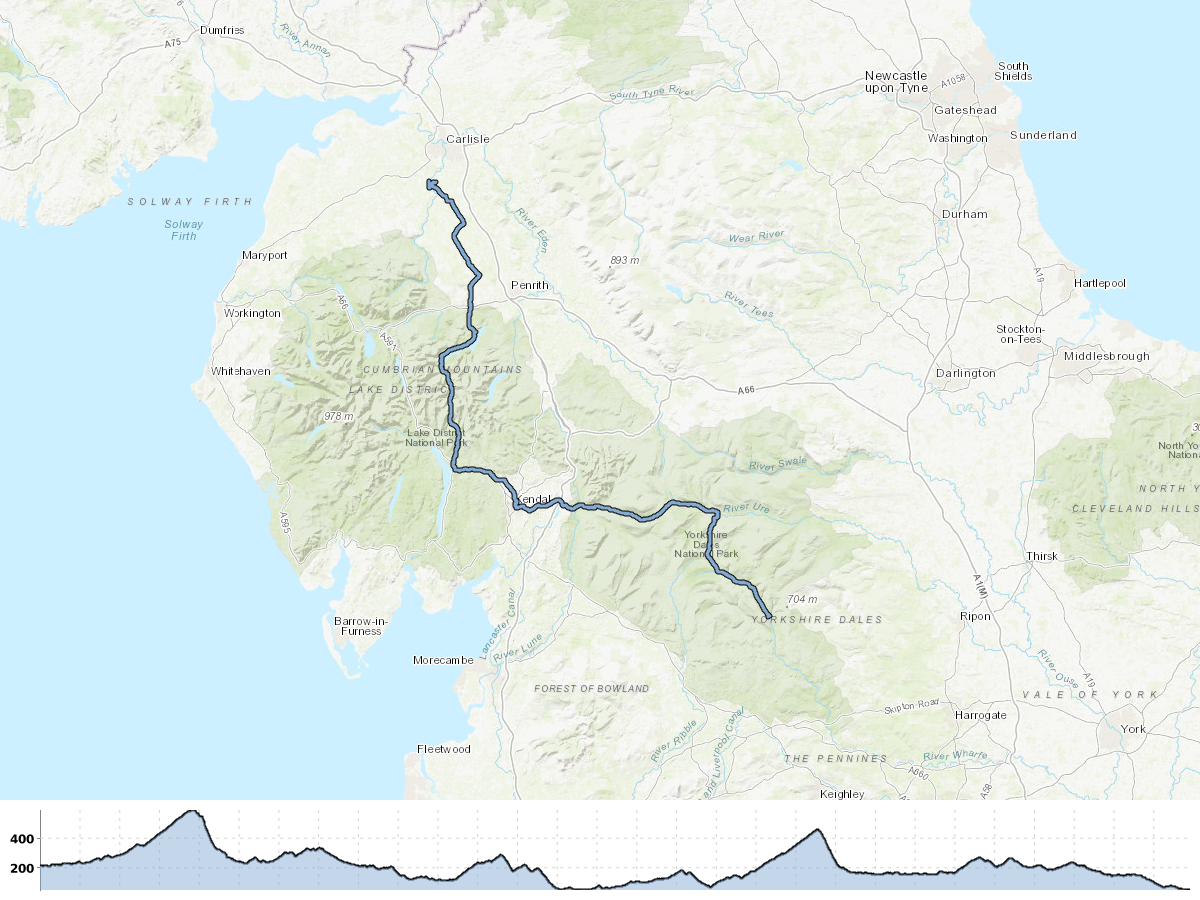 Dumfries
A75
River Annan
6
South Tyne River
Newcastle
upon Tyne
A1058
South
Shields
Gateshead
Washington
Sunderland
Carlisle
SOLWAY FIRTH
Solway
Firth
River Eden
Durham
Wear River
Maryport
893 m
A19
Hartlepool
Penrith
A66
River Tees
Workington
Stockton-
on-Tees
Middlesbrough
Whitehaven
CUMBRIAN MOUNTAINS
LAKE DISTRICT
A66
Darlington
978 m
Lake District
National Park
River Swale
North Yo
Nation
NORTH Y
CLEVELAND HILLS
Kendal
River Ure
A595
Yorkshire
Dales
National Park
Thirsk
A1(M)
704 m
YORKSHIRE DALES
Ripon
Barrow-in-
Furness
Lancaster Canal
River Lune
Morecambe
River Ouse
A19
FOREST OF BOWLAND
VALE OF YORK
Skipton Road
Harrogate
York
Fleetwood
River Ribble
and Liverpool Canal
THE PENNINES
River Wharfe
A660
A58
Keighley
400
200